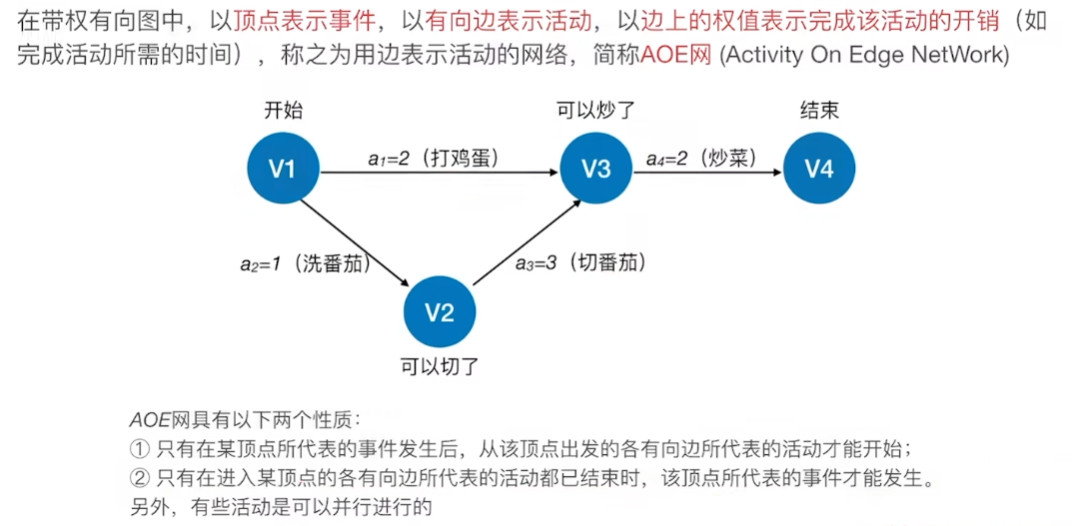 在带权有向图中，以顶点表示事件，以有向边表示活动，以边上的权值表示完成该活动的开销（如
完成活动所需的时间），称之为用边表示活动的网络，简称AOE网 (Activity On Edge NetWork)
开始
可以炒了
结束
V1
a1=2（打鸡蛋）
V3
a4=2（炒菜）
V4
a2=1（洗番茄）
a3=3（切番茄）
V2
可以切了
AOE网具有以下两个性质：
① 只有在某顶点所代表的事件发生后，从该顶点出发的各有向边所代表的活动才能开始；
② 只有在进入某顶点的各有向边所代表的活动都已结束时，该顶点所代表的事件才能发生。
另外，有些活动是可以并行进行的